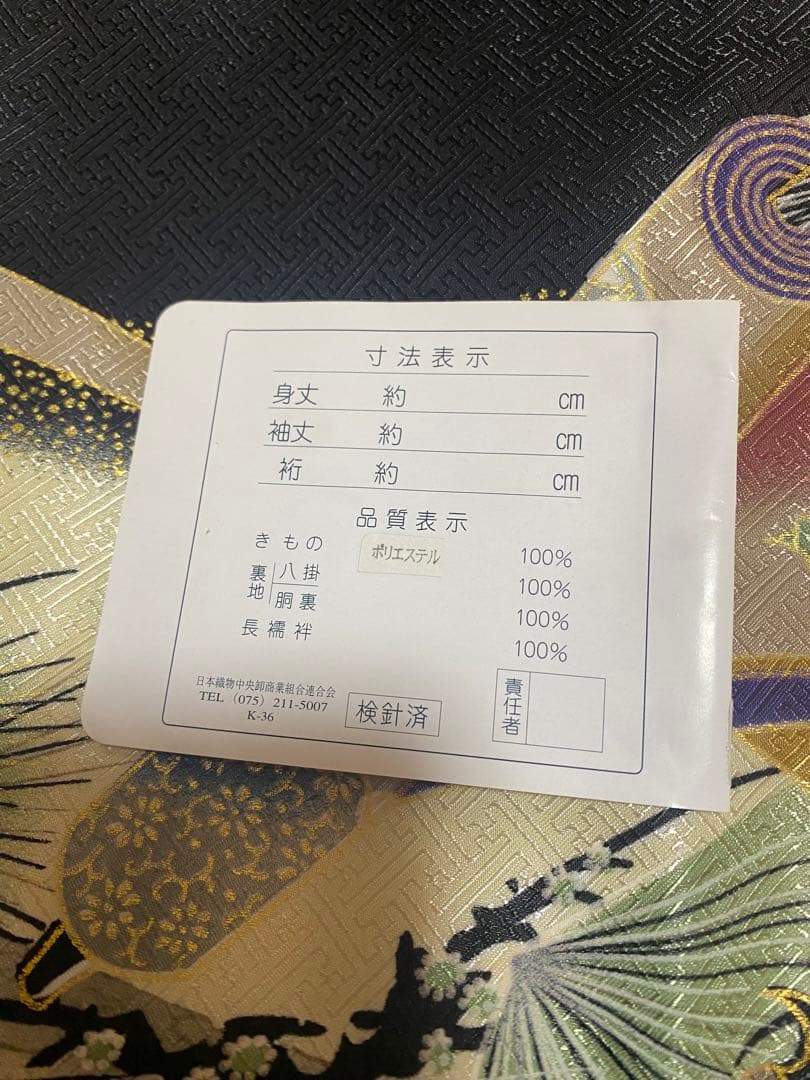 寸法表示
身丈 約 cm
袖丈 約 cm
裄 約 cm
品質表示
きもの ポリエステル 100%
裏地 八掛 100%
胴裏 100%
長襦袢 100%
日本織物中央卸商業組合連合会
TEL (075) 211-5007
K-36
検針済
責任者